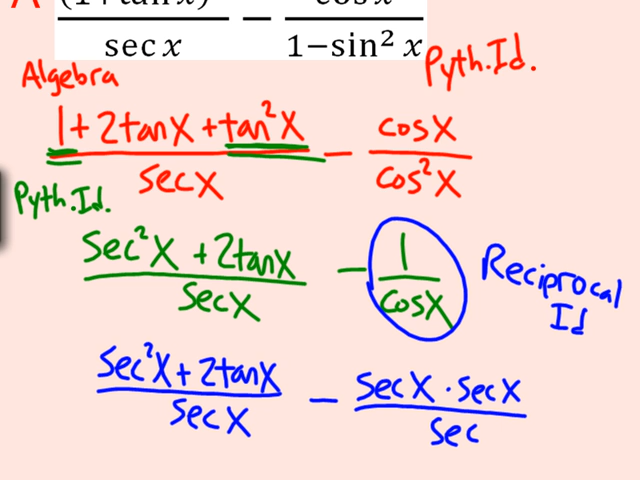 (1+tan x)² / sec x − cos x / 1−sin² x
Algebra
Pyth.Id.
1+2tanx+tan²x / secx − cosx / cos²x
Pyth.Id.
sec²x+2tanx / secx − 1 / cosx
Reciprocal
Id
sec²x+2tanx / secx − secx·secx / sec